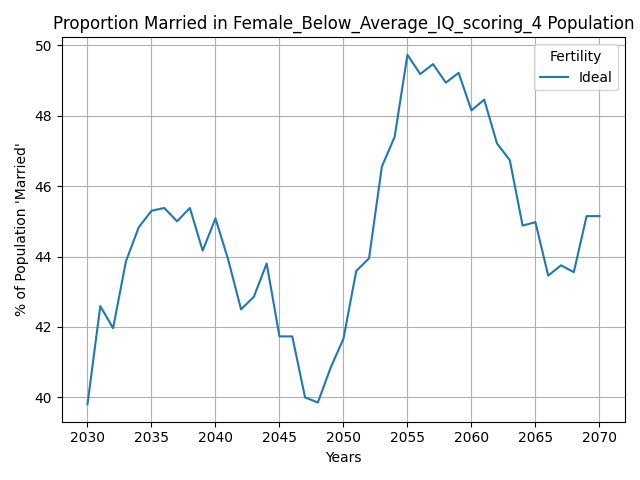 Proportion Married in Female_Below_Average_IQ_scoring_4 Population
Fertility
Ideal
% of Population 'Married'
50
48
46
44
42
40
2030 2035 2040 2045 2050 2055 2060 2065 2070
Years